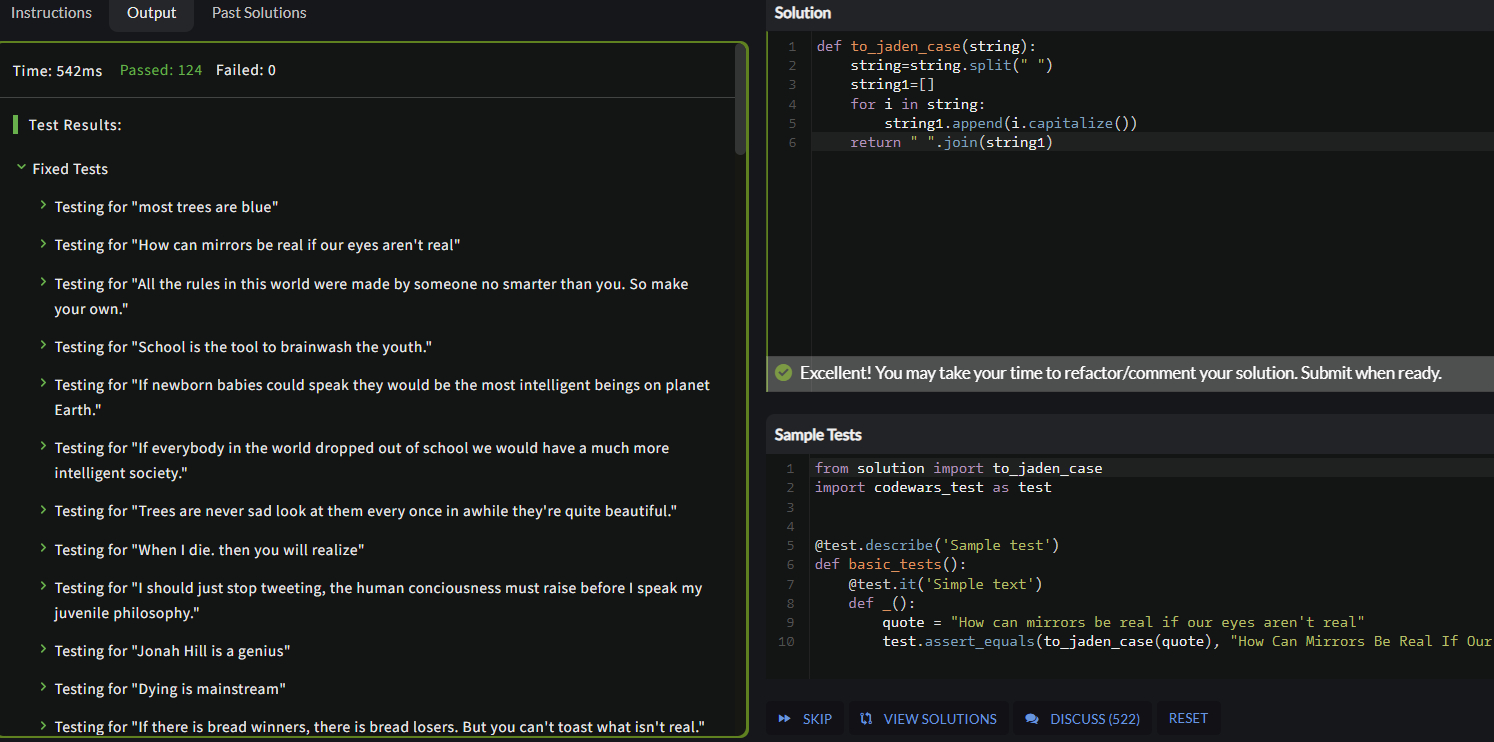 Instructions Output Past Solutions
Time: 542ms Passed: 124 Failed: 0
Test Results:
Fixed Tests
Testing for "most trees are blue"
Testing for "How can mirrors be real if our eyes aren't real"
Testing for "All the rules in this world were made by someone no smarter than you. So make
your own."
Testing for "School is the tool to brainwash the youth."
Testing for "If newborn babies could speak they would be the most intelligent beings on planet
Earth."
Testing for "If everybody in the world dropped out of school we would have a much more
intelligent society."
Testing for "Trees are never sad look at them every once in awhile they're quite beautiful."
Testing for "When I die. then you will realize"
Testing for "I should just stop tweeting, the human conciousness must raise before I speak my
juvenile philosophy."
Testing for "Jonah Hill is a genius"
Testing for "Dying is mainstream"
Testing for "If there is bread winners, there is bread losers. But you can't toast what isn't real."
Solution
1 def to_jaden_case(string):
2     string=string.split(" ")
3     string1=[]
4     for i in string:
5         string1.append(i.capitalize())
6     return " ".join(string1)
Excellent! You may take your time to refactor/comment your solution. Submit when ready.
Sample Tests
1 from solution import to_jaden_case
2 import codewars_test as test
3
4
5 @test.describe('Sample test')
6 def basic_tests():
7     @test.it('Simple text')
8     def _():
9         quote = "How can mirrors be real if our eyes aren't real"
10         test.assert_equals(to_jaden_case(quote), "How Can Mirrors Be Real If Our
SKIP VIEW SOLUTIONS DISCUSS (522) RESET